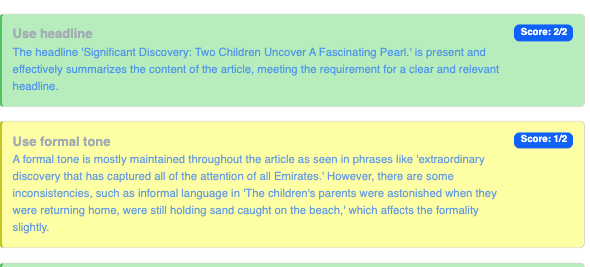 Use headline
Score: 2/2
The headline 'Significant Discovery: Two Children Uncover A Fascinating Pearl.' is present and
effectively summarizes the content of the article, meeting the requirement for a clear and relevant
headline.
Use formal tone
Score: 1/2
A formal tone is mostly maintained throughout the article as seen in phrases like 'extraordinary
discovery that has captured all of the attention of all Emirates.' However, there are some
inconsistencies, such as informal language in 'The children's parents were astonished when they
were returning home, were still holding sand caught on the beach,' which affects the formality
slightly.